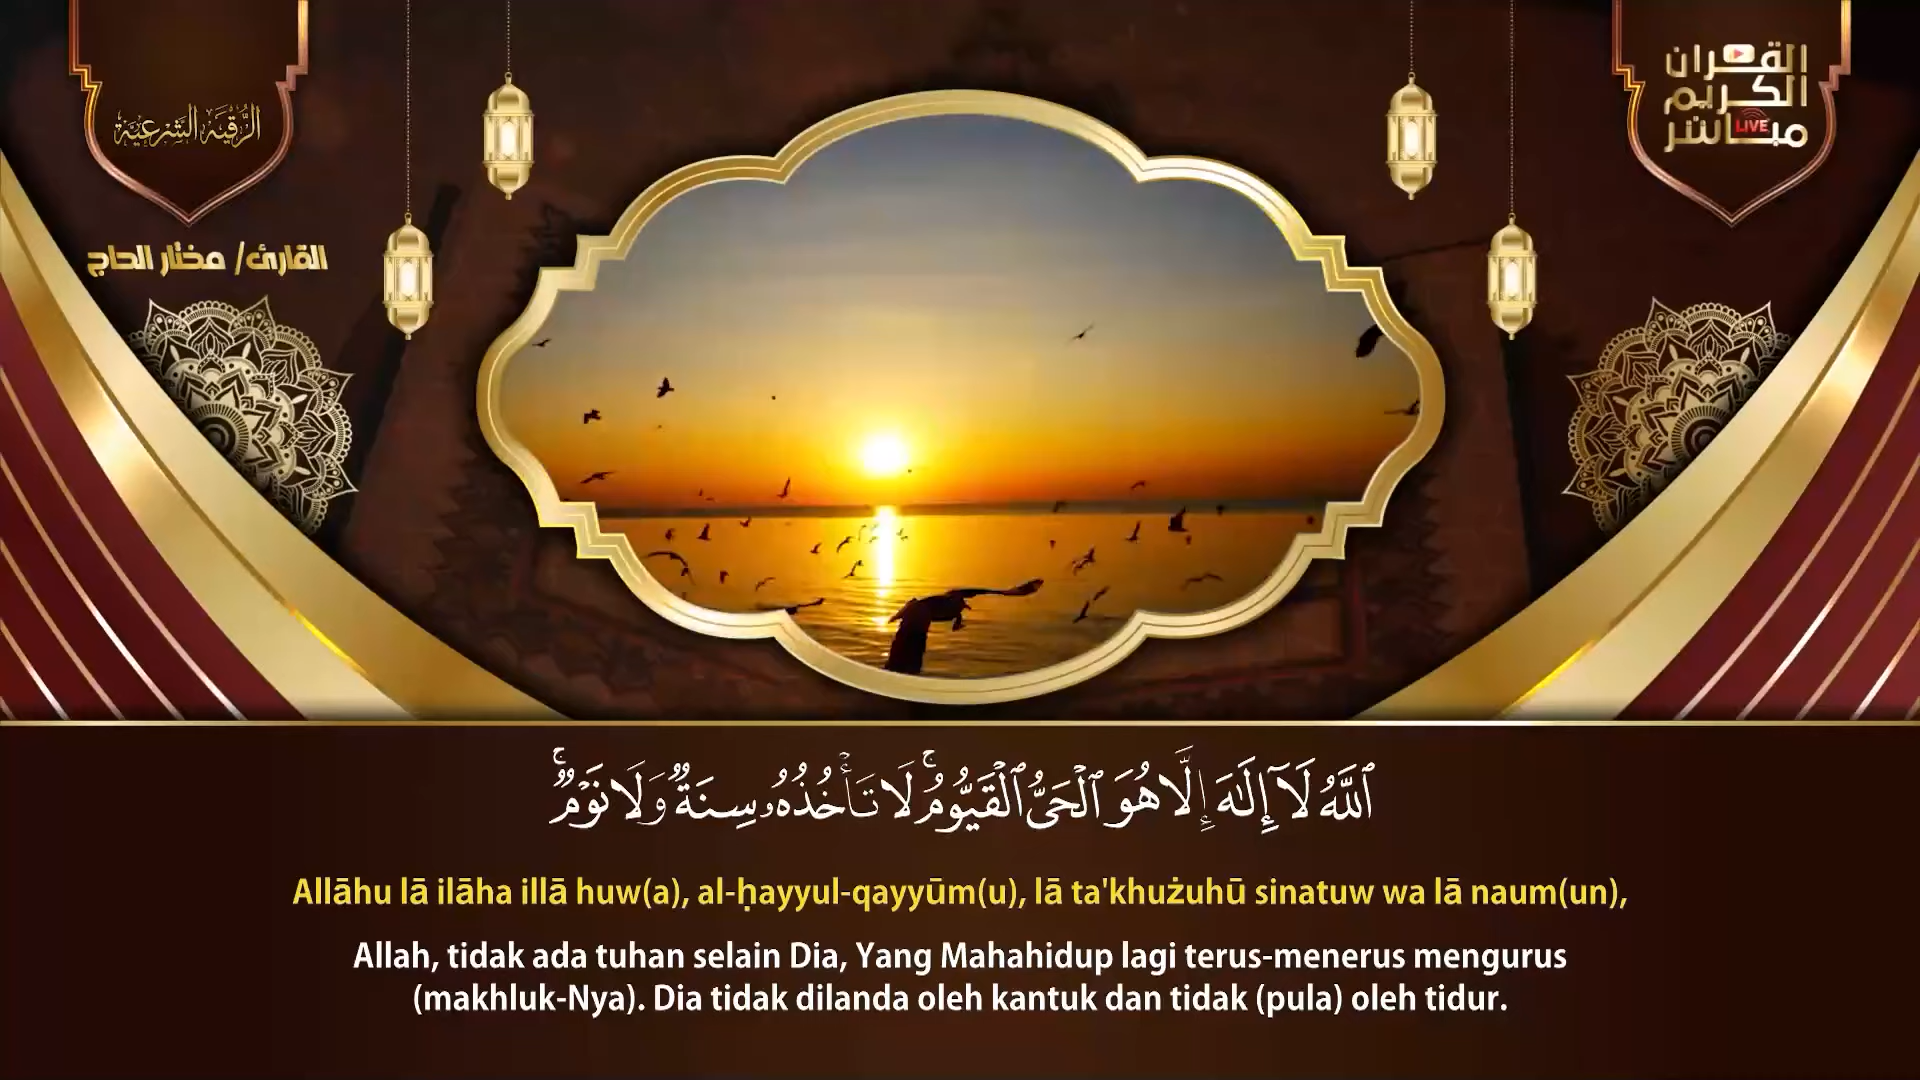 الرقية الشرعية
القرآن
الكريم
مباشر
LIVE
القارئ/ مختار الحاج
ٱللَّهُ لَآ إِلَٰهَ إِلَّا هُوَ ٱلْحَىُّ ٱلْقَيُّومُ ۚ لَا تَأْخُذُهُۥ سِنَةٌ وَلَا نَوْمٌ ۚ
Allāhu lā ilāha illā huw(a), al-ḥayyul-qayyūm(u), lā ta'khużuhū sinatuw wa lā naum(un),
Allah, tidak ada tuhan selain Dia, Yang Mahahidup lagi terus-menerus mengurus
(makhluk-Nya). Dia tidak dilanda oleh kantuk dan tidak (pula) oleh tidur.